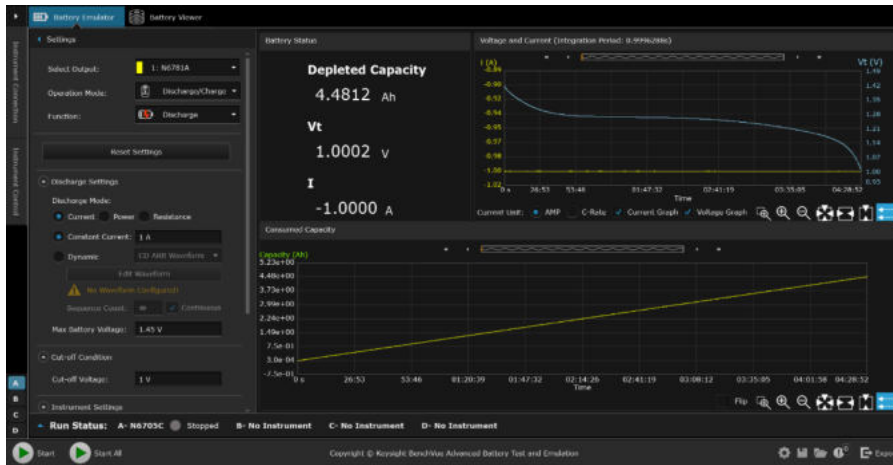 Battery Emulator
Battery Viewer
Instrument Connection
Instrument Control
Settings
Select Output: 1: N6781A
Operation Mode: Discharge/Charge
Function: Discharge
Reset Settings
Discharge Settings
Discharge Mode:
Current Power Resistance
Constant Current: 1 A
Dynamic CD ARB Waveform
Edit Waveform
No Waveform Configured!
Sequence Count: Continuous
Max Battery Voltage: 1.45 V
Cut-off Condition
Cut-off Voltage: 1 V
Instrument Settings
Battery Status
Depleted Capacity
4.4812 Ah
Vt
1.0002 V
I
-1.0000 A
Voltage and Current (Integration Period: 0.9996288s)
I (A)
Vt (V)
-0.89
-0.90
-0.92
-0.94
-0.95
-0.97
-0.98
-1.00
-1.02
1.49
1.42
1.35
1.28
1.21
1.14
1.07
1.00
0.93
0 s 26:53 53:46 01:47:32 02:41:19 03:35:05 04:28:52
Time
Current Unit: AMP C-Rate Current Graph Voltage Graph
Consumed Capacity
Capacity (Ah)
5.23e+00
4.48e+00
3.73e+00
2.99e+00
2.24e+00
1.49e+00
7.5e-01
3.0e-04
-7.5e-01
0 s 26:53 53:46 01:20:39 01:47:32 02:14:26 02:41:19 03:08:12 03:35:05 04:01:58 04:28:52
Time
Flip
A
B
C
D
Run Status: A- N6705C Stopped B- No Instrument C- No Instrument D- No Instrument
Start
Start All
Copyright © Keysight BenchVue Advanced Battery Test and Emulation